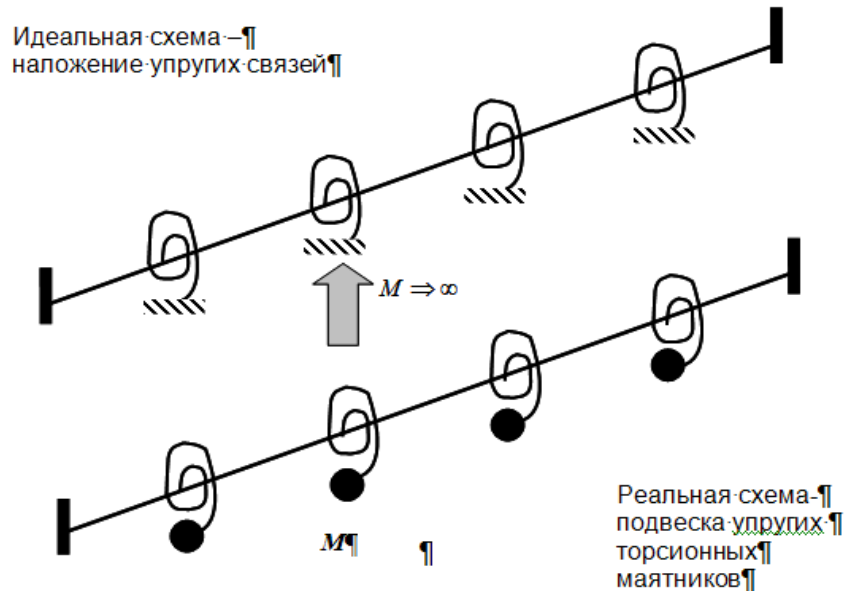 Идеальная·схема·–¶
наложение·упругих·связей¶
M ⇒ ∞
Реальная·схема-¶
подвеска·упругих·¶
торсионных¶
маятников¶
M¶ ¶